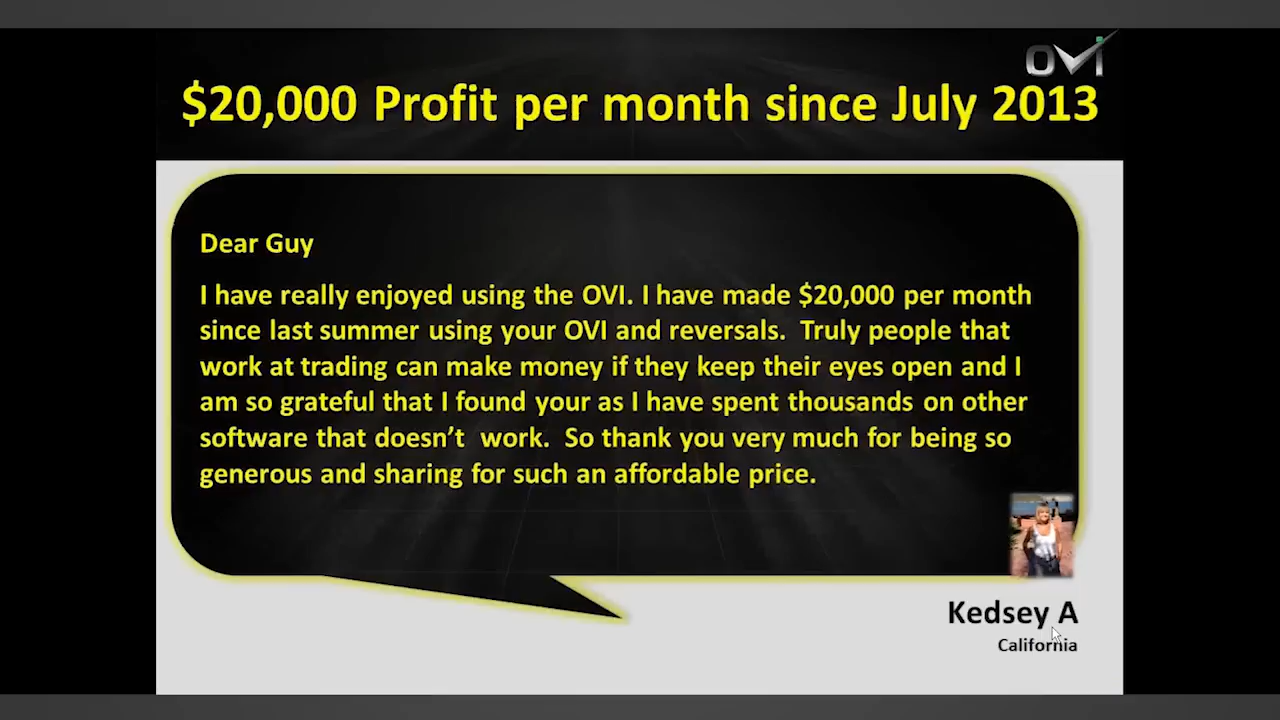 OVI
$20,000 Profit per month since July 2013
Dear Guy
I have really enjoyed using the OVI. I have made $20,000 per month
since last summer using your OVI and reversals. Truly people that
work at trading can make money if they keep their eyes open and I
am so grateful that I found your as I have spent thousands on other
software that doesn’t work. So thank you very much for being so
generous and sharing for such an affordable price.
Kedsey A
California